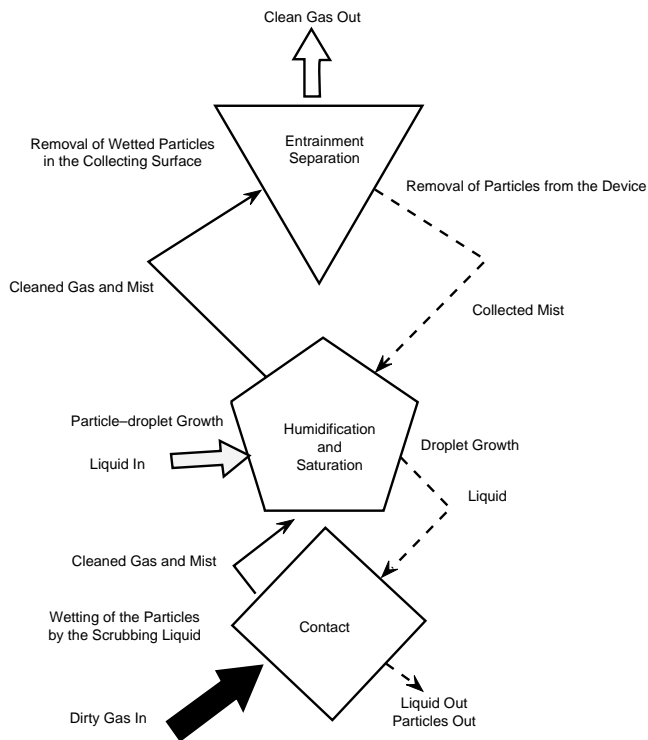 Clean Gas Out
Entrainment
Separation
Removal of Wetted Particles
in the Collecting Surface
Removal of Particles from the Device
Cleaned Gas and Mist
Collected Mist
Particle–droplet Growth
Humidification
and
Saturation
Droplet Growth
Liquid In
Liquid
Cleaned Gas and Mist
Wetting of the Particles
by the Scrubbing Liquid
Contact
Dirty Gas In
Liquid Out
Particles Out